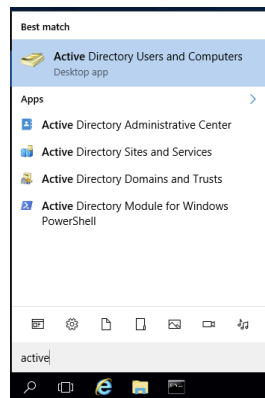 Best match
Active Directory Users and Computers
Desktop app
Apps
Active Directory Administrative Center
Active Directory Sites and Services
Active Directory Domains and Trusts
Active Directory Module for Windows
PowerShell
active